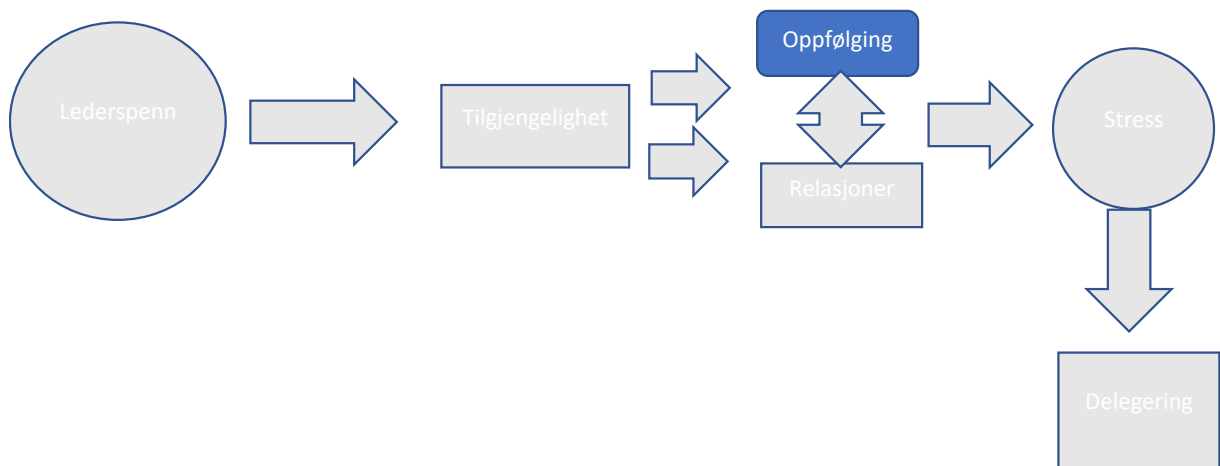 Lederspenn
Tilgjengelighet
Oppfølging
Relasjoner
Stress
Delegering